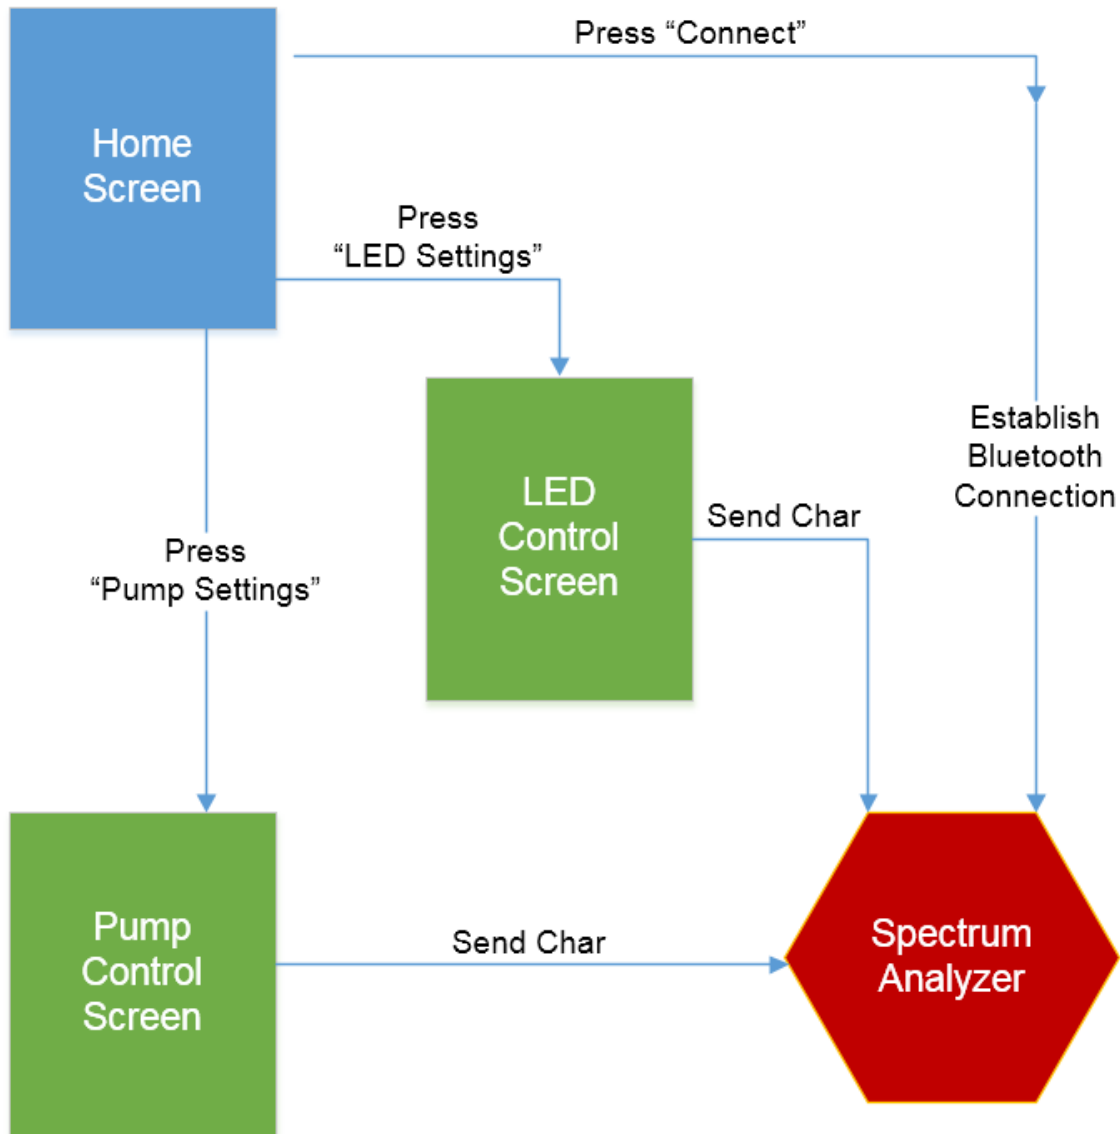 Press “Connect”
Home
Screen
Press
“LED Settings”
LED
Control
Screen
Send Char
Establish
Bluetooth
Connection
Press
“Pump Settings”
Pump
Control
Screen
Send Char
Spectrum
Analyzer